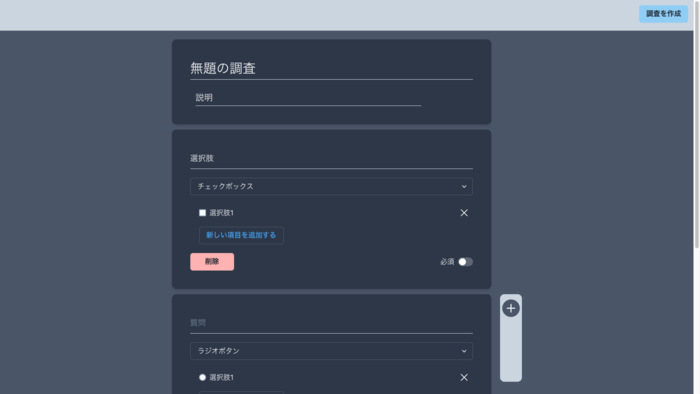 調査を作成
無題の調査
説明
選択肢
チェックボックス
選択肢1
新しい項目を追加する
削除
必須
質問
ラジオボタン
選択肢1